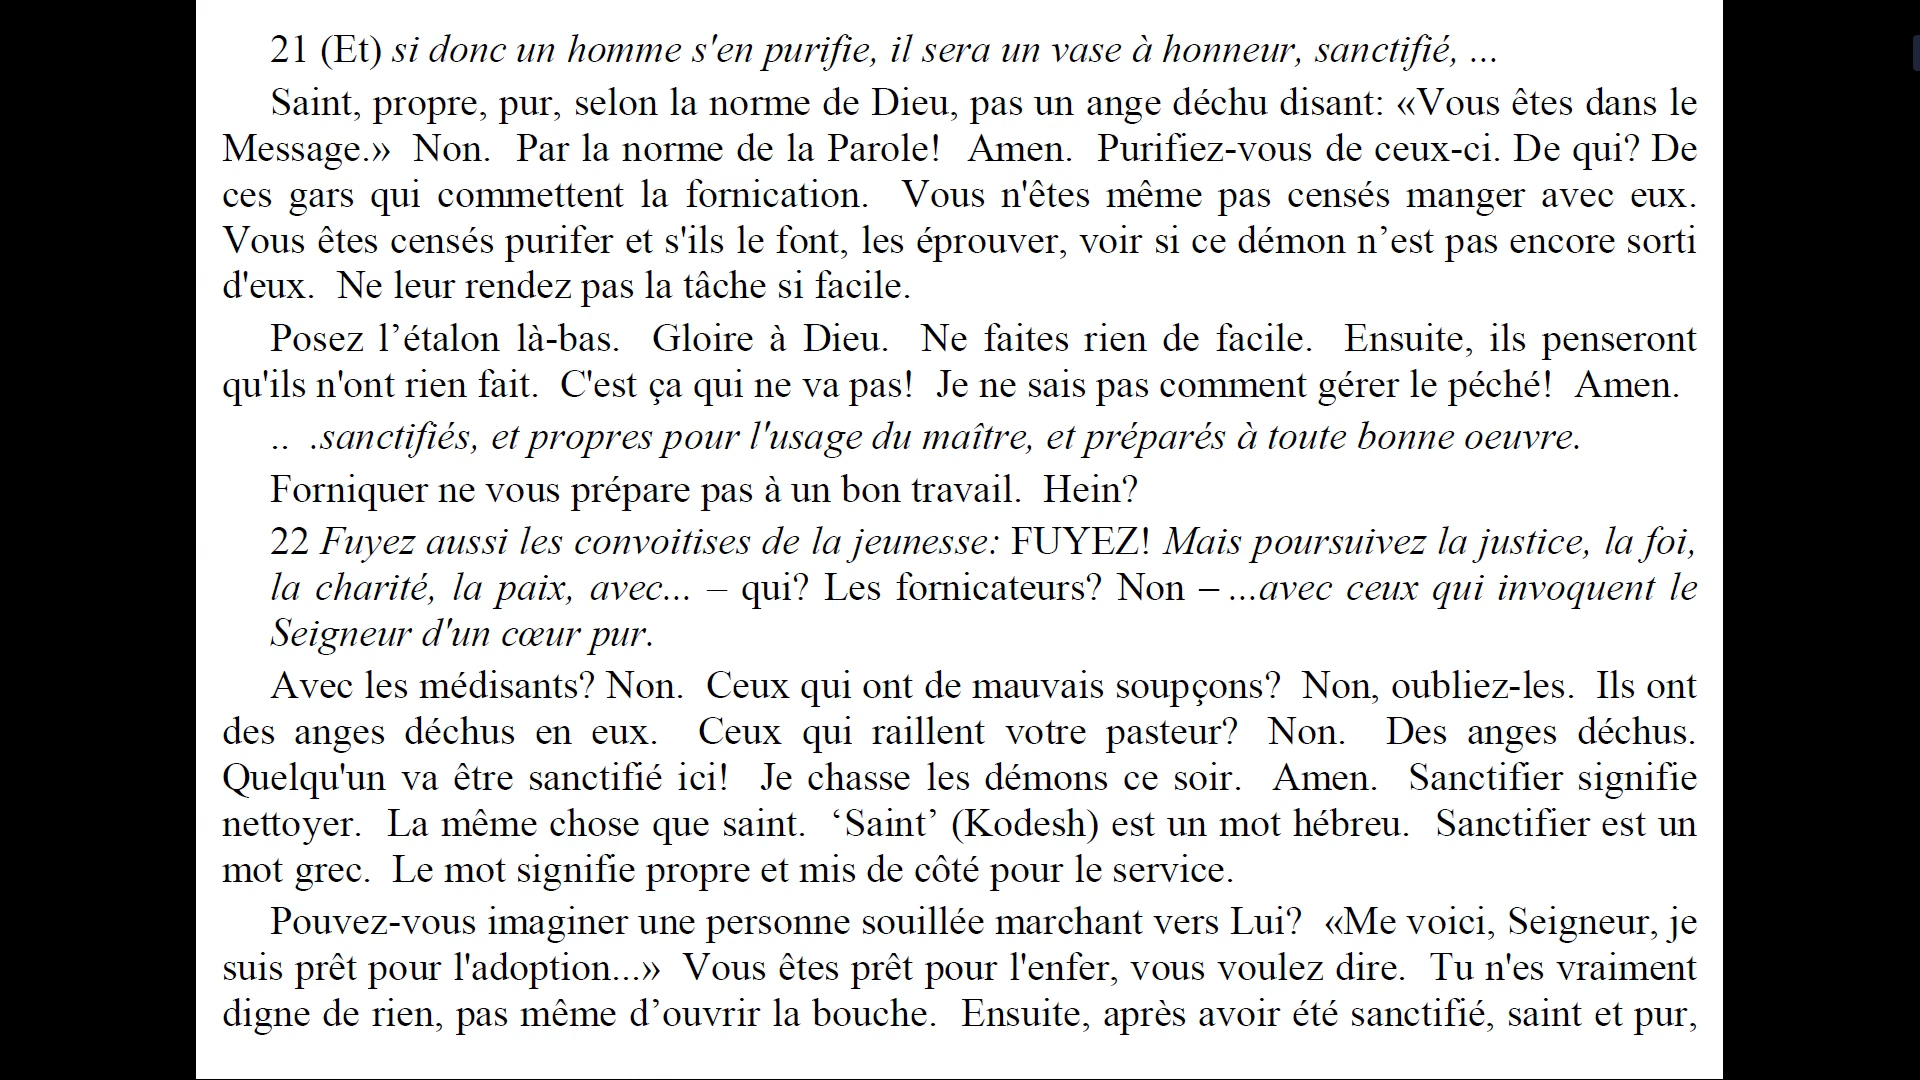 21 (Et) si donc un homme s'en purifie, il sera un vase à honneur, sanctifié, ...
Saint, propre, pur, selon la norme de Dieu, pas un ange déchu disant: «Vous êtes dans le
Message.»  Non.  Par la norme de la Parole!  Amen.  Purifiez-vous de ceux-ci. De qui? De
ces gars qui commettent la fornication.  Vous n'êtes même pas censés manger avec eux.
Vous êtes censés purifer et s'ils le font, les éprouver, voir si ce démon n’est pas encore sorti
d'eux.  Ne leur rendez pas la tâche si facile.
Posez l’étalon là-bas.  Gloire à Dieu.  Ne faites rien de facile.  Ensuite, ils penseront
qu'ils n'ont rien fait.  C'est ça qui ne va pas!  Je ne sais pas comment gérer le péché!  Amen.
..  .sanctifiés, et propres pour l'usage du maître, et préparés à toute bonne oeuvre.
Forniquer ne vous prépare pas à un bon travail.  Hein?
22 Fuyez aussi les convoitises de la jeunesse: FUYEZ! Mais poursuivez la justice, la foi,
la charité, la paix, avec... – qui? Les fornicateurs? Non – ...avec ceux qui invoquent le
Seigneur d'un cœur pur.
Avec les médisants? Non.  Ceux qui ont de mauvais soupçons?  Non, oubliez-les.  Ils ont
des anges déchus en eux.  Ceux qui raillent votre pasteur?  Non.  Des anges déchus.
Quelqu'un va être sanctifié ici!  Je chasse les démons ce soir.  Amen.  Sanctifier signifie
nettoyer.  La même chose que saint.  ‘Saint’ (Kodesh) est un mot hébreu.  Sanctifier est un
mot grec.  Le mot signifie propre et mis de côté pour le service.
Pouvez-vous imaginer une personne souillée marchant vers Lui?  «Me voici, Seigneur, je
suis prêt pour l'adoption...»  Vous êtes prêt pour l'enfer, vous voulez dire.  Tu n'es vraiment
digne de rien, pas même d’ouvrir la bouche.  Ensuite, après avoir été sanctifié, saint et pur,